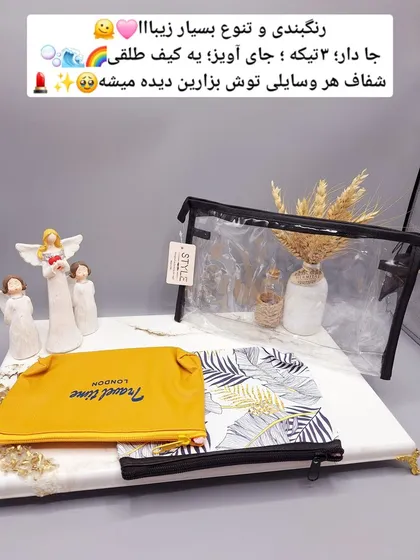 رنگبندی و تنوع بسیار زیبااا🩷🫠
جا دار؛ ۳تیکه ؛ جای آویز؛ یه کیف طلقی🌈🌊🫧
شفاف هر وسایلی توش بزارین دیده میشه🥺✨💄
STYLE
Travel time
LONDON